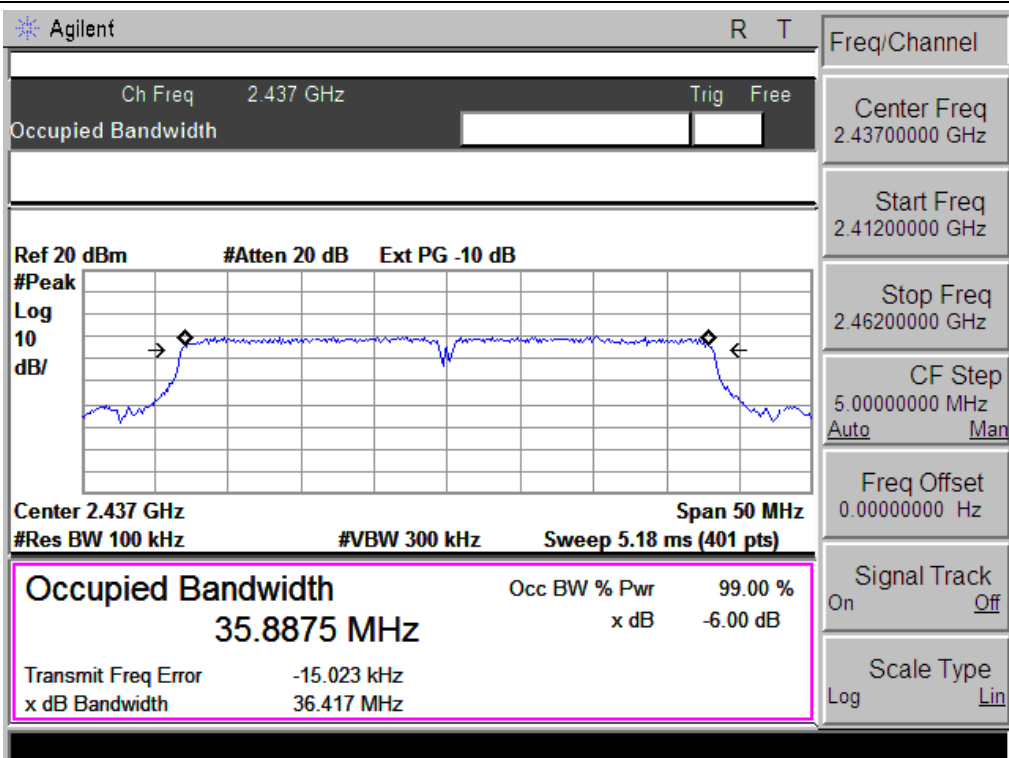 Agilent R T
Ch Freq 2.437 GHz Trig Free
Occupied Bandwidth
Ref 20 dBm #Atten 20 dB Ext PG -10 dB
#Peak
Log
10
dB/
Center 2.437 GHz Span 50 MHz
#Res BW 100 kHz #VBW 300 kHz Sweep 5.18 ms (401 pts)
Occupied Bandwidth Occ BW % Pwr 99.00 %
35.8875 MHz x dB -6.00 dB
Transmit Freq Error -15.023 kHz
x dB Bandwidth 36.417 MHz
Freq/Channel
Center Freq
2.43700000 GHz
Start Freq
2.41200000 GHz
Stop Freq
2.46200000 GHz
CF Step
5.00000000 MHz
Auto Man
Freq Offset
0.00000000 Hz
Signal Track
On Off
Scale Type
Log Lin